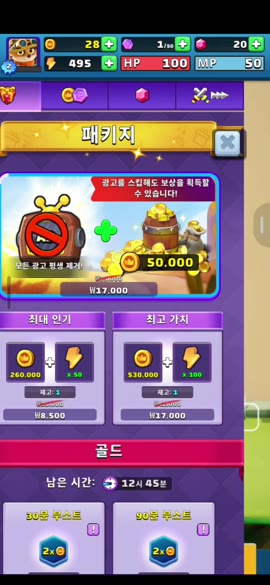 28
1/50
20
2
495
HP 100
MP 50
패키지
광고를 스킵해도 보상을 획득할
수 있습니다!
모든 광고 평생 제거!
50.000
₩17.000
최대 인기
최고 가치
260.000
x 50
530.000
x 100
재고: 1
재고: 1
₩8.500
₩17.000
골드
남은 시간: 12시 45분
30분 부스트
90분 부스트
2x
2x